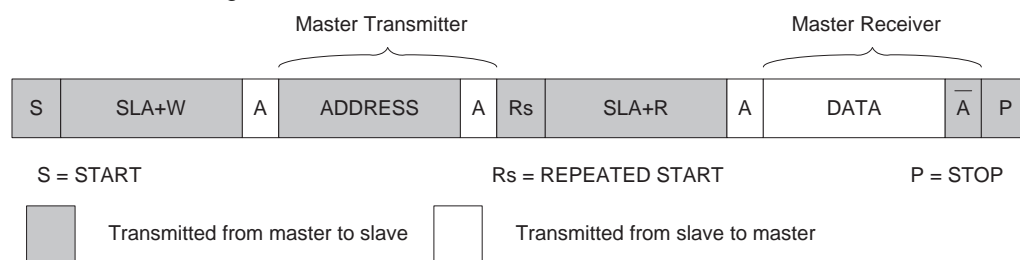 Master Transmitter Master Receiver
S SLA+W A ADDRESS A Rs SLA+R A DATA A̅ P
S = START Rs = REPEATED START P = STOP
Transmitted from master to slave Transmitted from slave to master